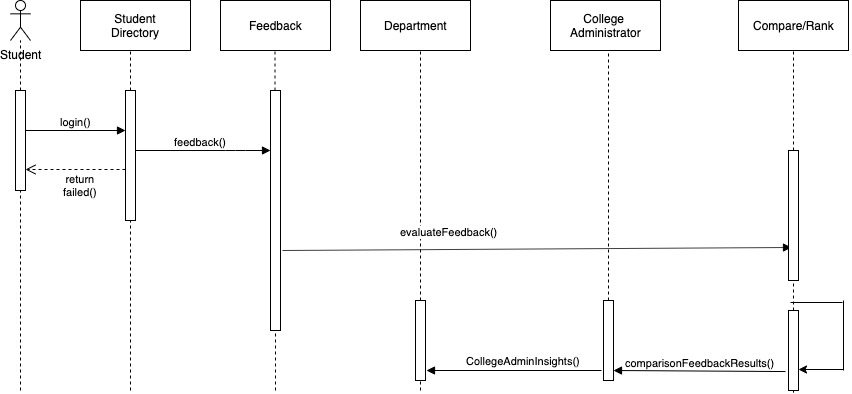 Student
Student
Directory
Feedback
Department
College
Administrator
Compare/Rank
login()
feedback()
return
failed()
evaluateFeedback()
CollegeAdminInsights()
comparisonFeedbackResults()